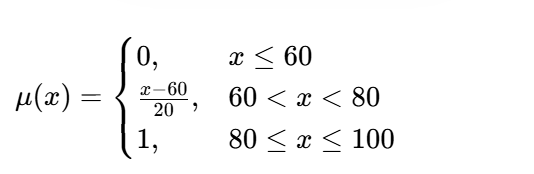 μ(x) = { 0, x ≤ 60
(x−60)/20, 60 < x < 80
1, 80 ≤ x ≤ 100